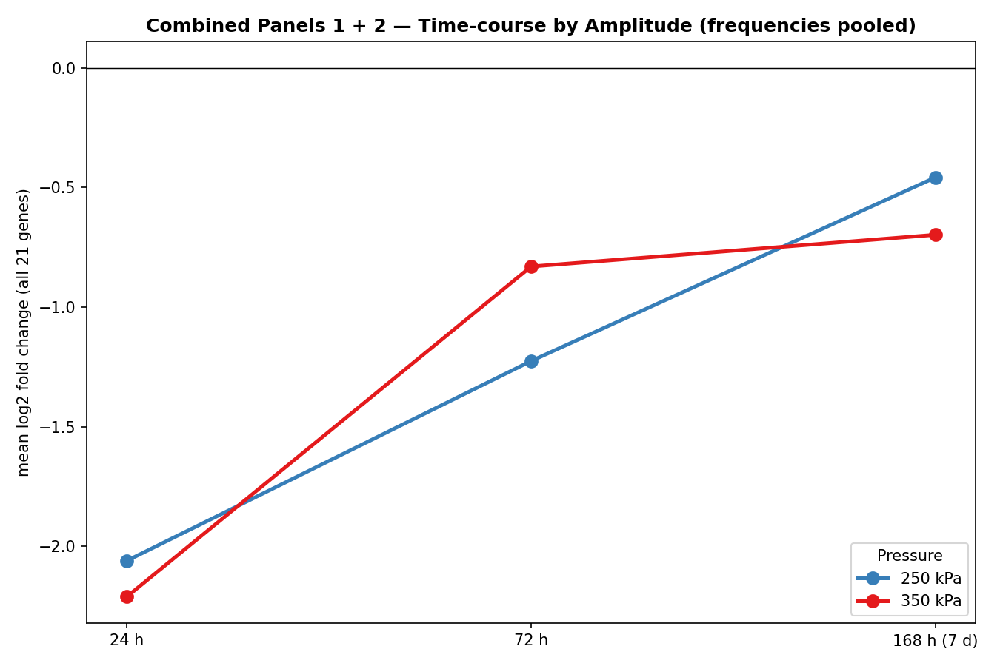 Combined Panels 1 + 2 — Time-course by Amplitude (frequencies pooled)
mean log2 fold change (all 21 genes)
0.0
−0.5
−1.0
−1.5
−2.0
24 h
72 h
168 h (7 d)
Pressure
250 kPa
350 kPa